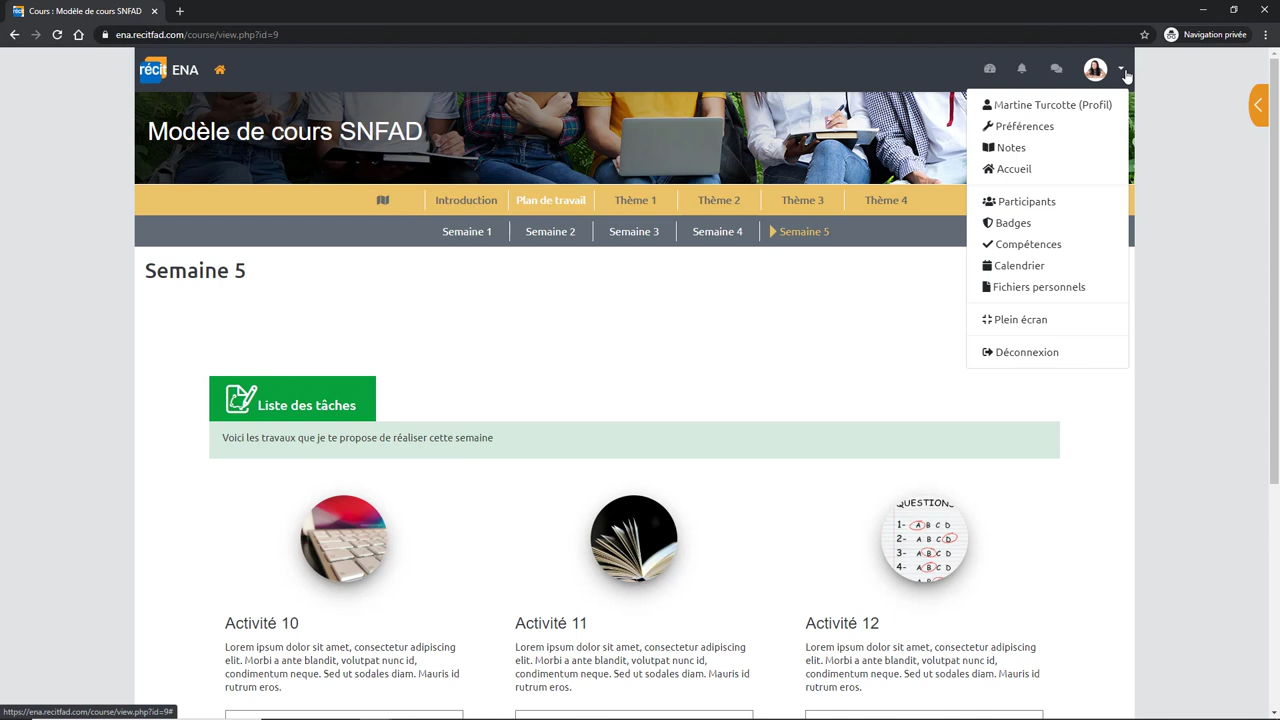 Cours : Modèle de cours SNFAD
ena.recitfad.com/course/view.php?id=9
Navigation privée
récit ENA
Modèle de cours SNFAD
Martine Turcotte (Profil)
Préférences
Notes
Accueil
Participants
Badges
Compétences
Calendrier
Fichiers personnels
Plein écran
Déconnexion
Introduction Plan de travail Thème 1 Thème 2 Thème 3 Thème 4
Semaine 1 Semaine 2 Semaine 3 Semaine 4 Semaine 5
Semaine 5
Liste des tâches
Voici les travaux que je te propose de réaliser cette semaine
QUESTION
1- A B C D
2- A B C D
3- A B C D
4- A B C D
Activité 10
Lorem ipsum dolor sit amet, consectetur adipiscing
elit. Morbi a ante blandit, volutpat nunc id,
condimentum neque. Sed ut sodales diam. Mauris id
rutrum eros.
Activité 11
Lorem ipsum dolor sit amet, consectetur adipiscing
elit. Morbi a ante blandit, volutpat nunc id,
condimentum neque. Sed ut sodales diam. Mauris id
rutrum eros.
Activité 12
Lorem ipsum dolor sit amet, consectetur adipiscing
elit. Morbi a ante blandit, volutpat nunc id,
condimentum neque. Sed ut sodales diam. Mauris id
rutrum eros.
https://ena.recitfad.com/course/view.php?id=9#